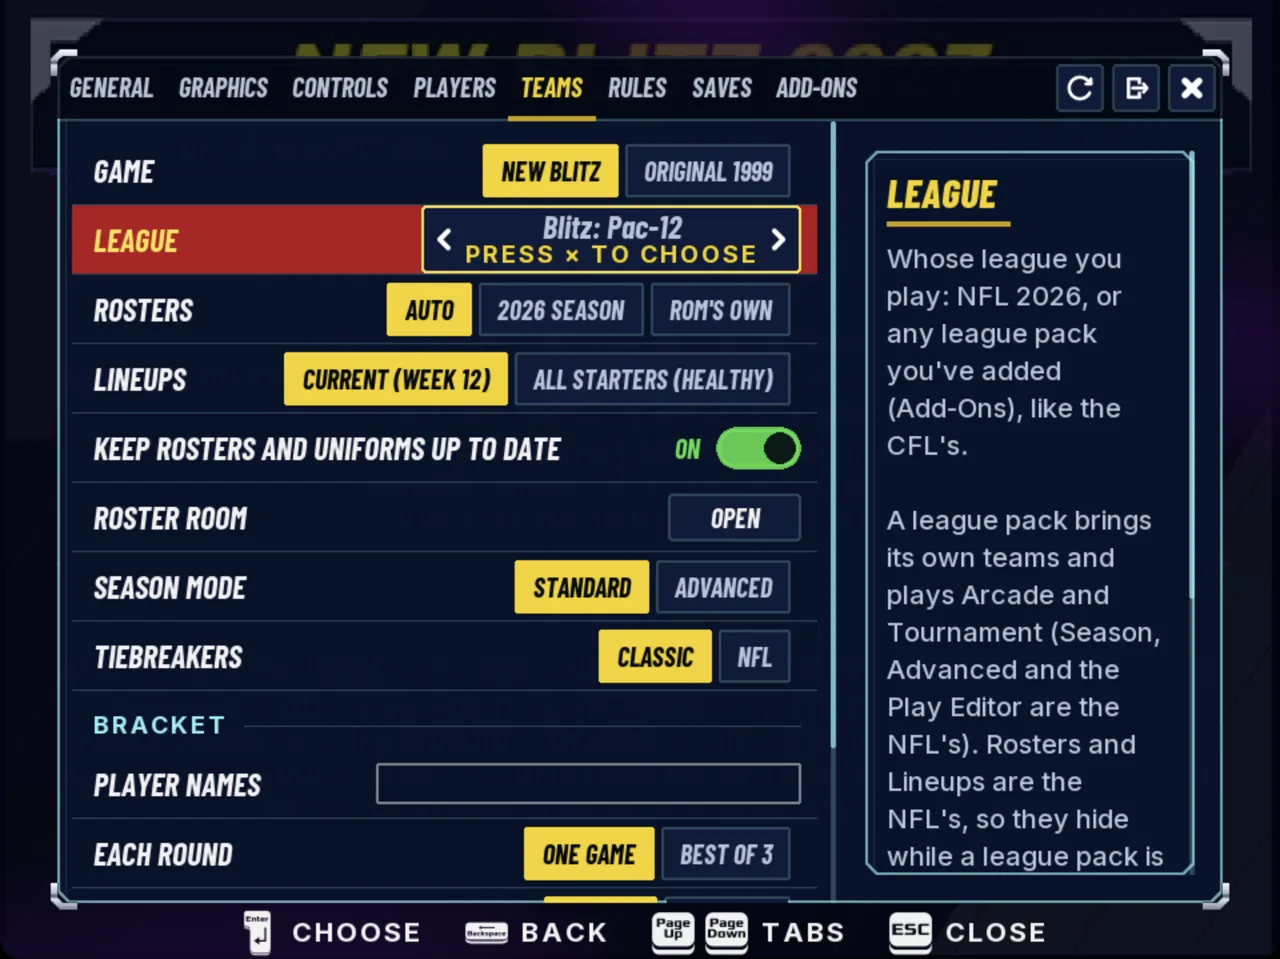 NEW BLITZ 2027
GENERAL GRAPHICS CONTROLS PLAYERS TEAMS RULES SAVES ADD-ONS
GAME NEW BLITZ ORIGINAL 1999
LEAGUE Blitz: Pac-12
PRESS × TO CHOOSE
ROSTERS AUTO 2026 SEASON ROM'S OWN
LINEUPS CURRENT (WEEK 12) ALL STARTERS (HEALTHY)
KEEP ROSTERS AND UNIFORMS UP TO DATE ON
ROSTER ROOM OPEN
SEASON MODE STANDARD ADVANCED
TIEBREAKERS CLASSIC NFL
BRACKET
PLAYER NAMES
EACH ROUND ONE GAME BEST OF 3
LEAGUE
Whose league you
play: NFL 2026, or
any league pack
you've added
(Add-Ons), like the
CFL's.
A league pack brings
its own teams and
plays Arcade and
Tournament (Season,
Advanced and the
Play Editor are the
NFL's). Rosters and
Lineups are the
NFL's, so they hide
while a league pack is
Enter CHOOSE Backspace BACK Page Up Page Down TABS ESC CLOSE